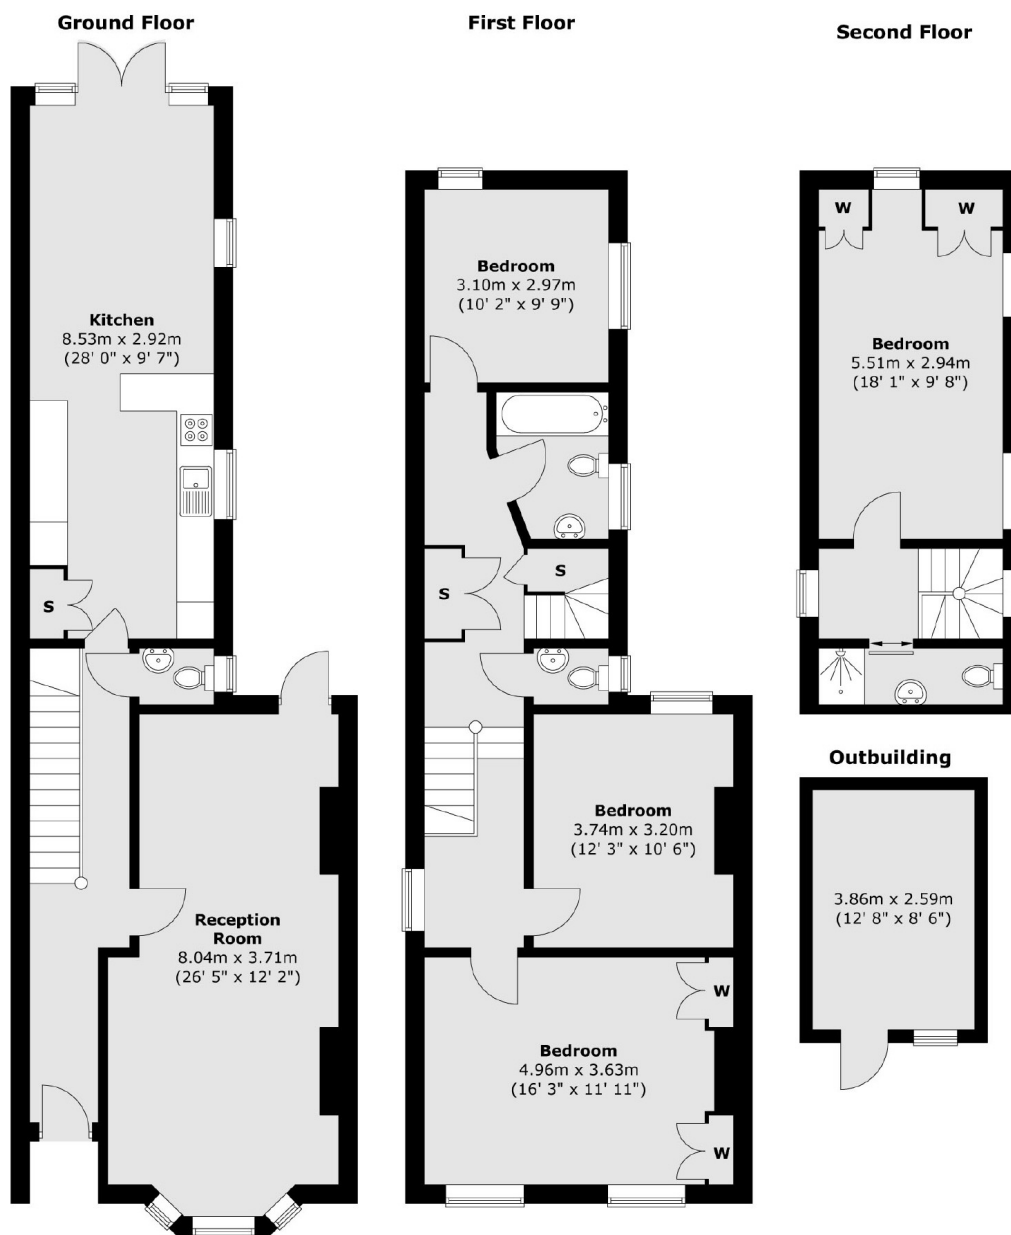 Ground Floor
Kitchen
8.53m x 2.92m
(28' 0" x 9' 7")
S
Reception
Room
8.04m x 3.71m
(26' 5" x 12' 2")
First Floor
Bedroom
3.10m x 2.97m
(10' 2" x 9' 9")
S
S
Bedroom
3.74m x 3.20m
(12' 3" x 10' 6")
W
Bedroom
4.96m x 3.63m
(16' 3" x 11' 11")
W
Second Floor
W
W
Bedroom
5.51m x 2.94m
(18' 1" x 9' 8")
Outbuilding
3.86m x 2.59m
(12' 8" x 8' 6")